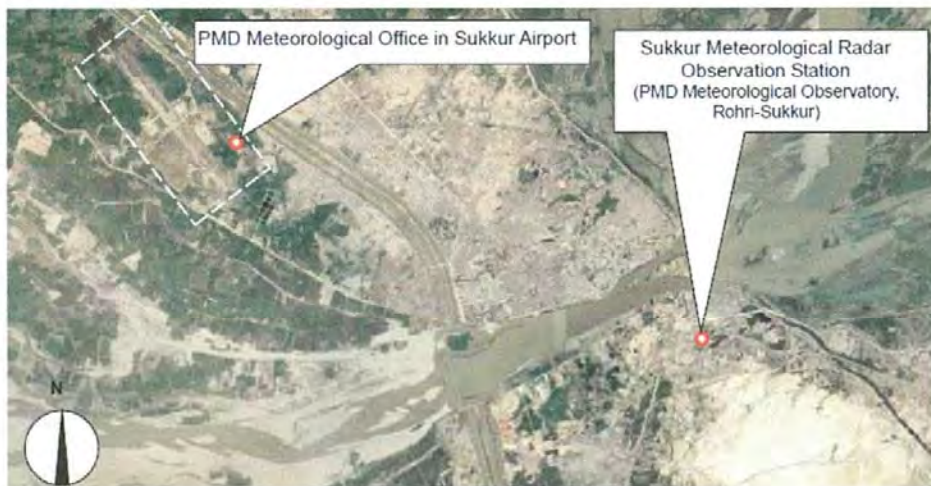 PMD Meteorological Office in Sukkur Airport
Sukkur Meteorological Radar
Observation Station
(PMD Meteorological Observatory,
Rohri-Sukkur)
N